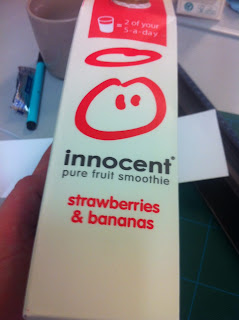 = 2 of your
5-a-day
innocent®
pure fruit smoothie
strawberries
& bananas